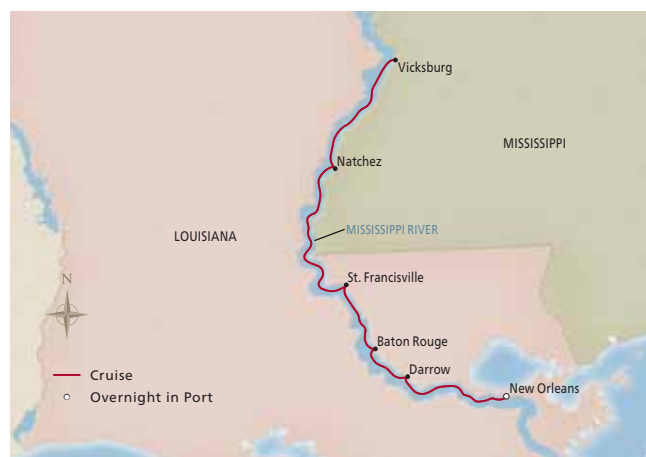 Vicksburg
MISSISSIPPI
Natchez
MISSISSIPPI RIVER
LOUISIANA
St. Francisville
N
Baton Rouge
Darrow
Cruise
New Orleans
Overnight in Port